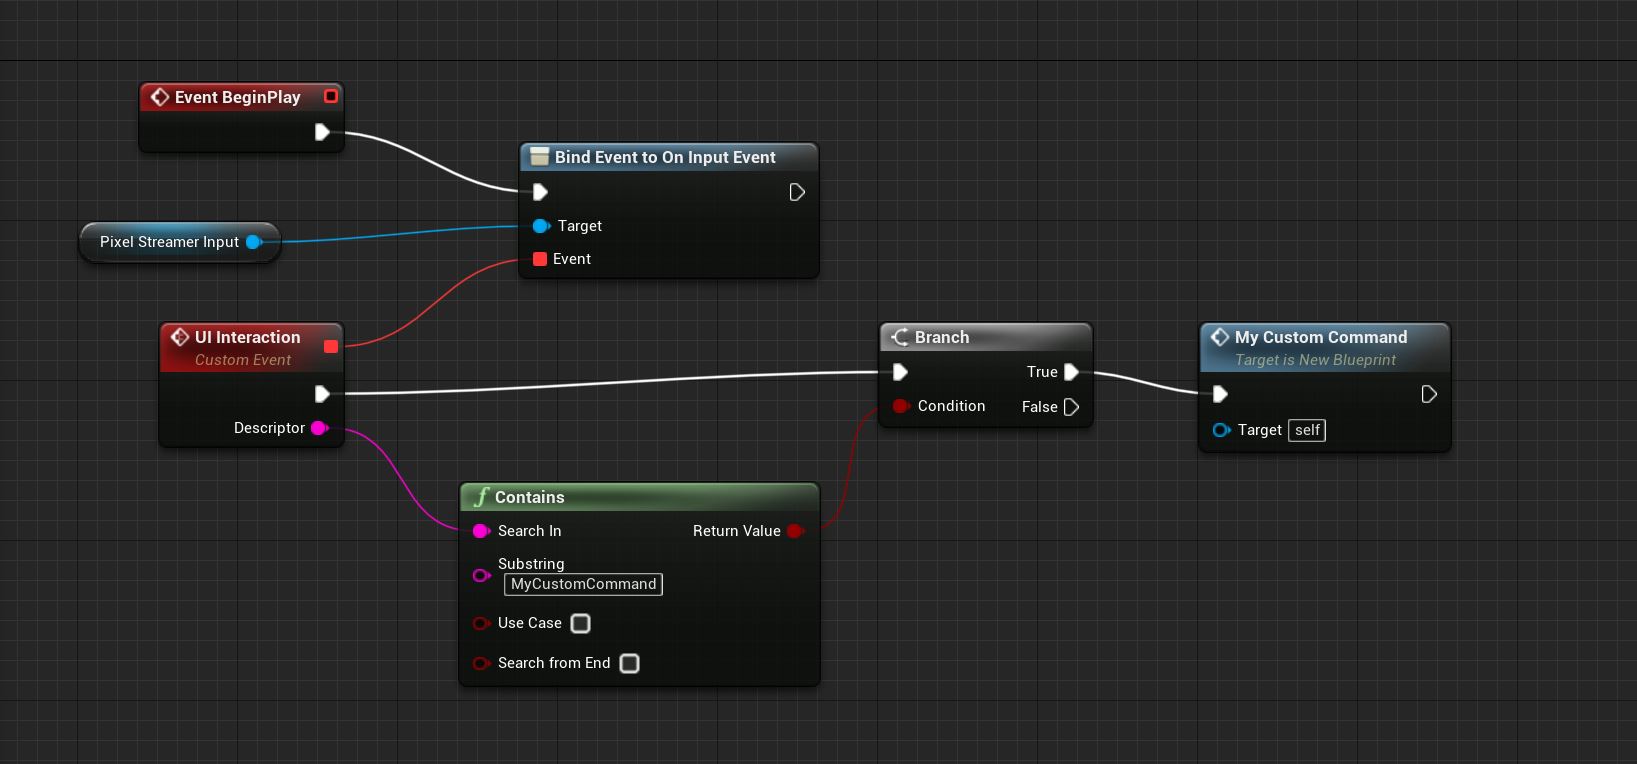 Event BeginPlay
Bind Event to On Input Event
Pixel Streamer Input
Target
Event
UI Interaction
Custom Event
Descriptor
Branch
True
Condition
False
My Custom Command
Target is New Blueprint
Target self
f Contains
Search In
Return Value
Substring
MyCustomCommand
Use Case
Search from End